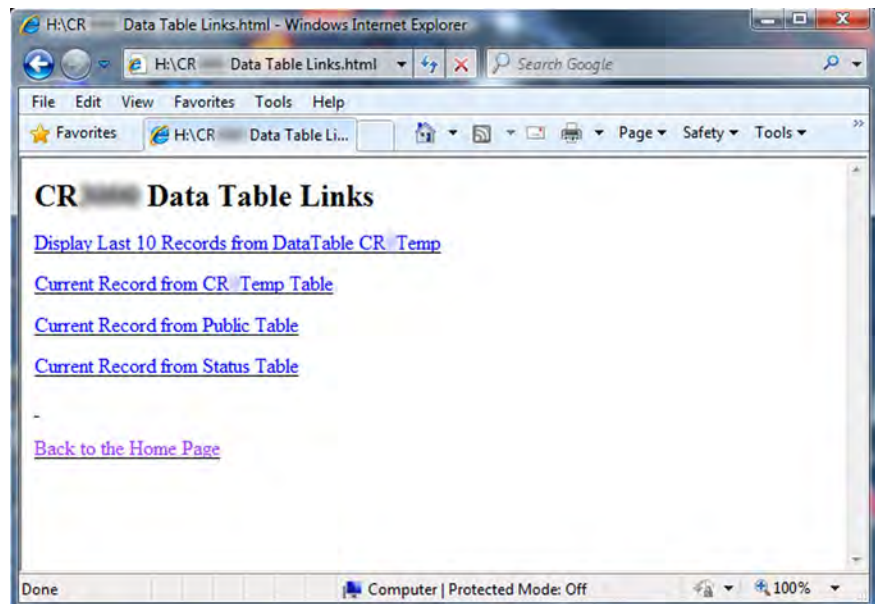 H:\CR Data Table Links.html - Windows Internet Explorer
H:\CR Data Table Links.html
Search Google
File Edit View Favorites Tools Help
Favorites H:\CR Data Table Li... Page Safety Tools »
CR Data Table Links
Display Last 10 Records from DataTable CR Temp
Current Record from CR Temp Table
Current Record from Public Table
Current Record from Status Table
-
Back to the Home Page
Done Computer | Protected Mode: Off 100%